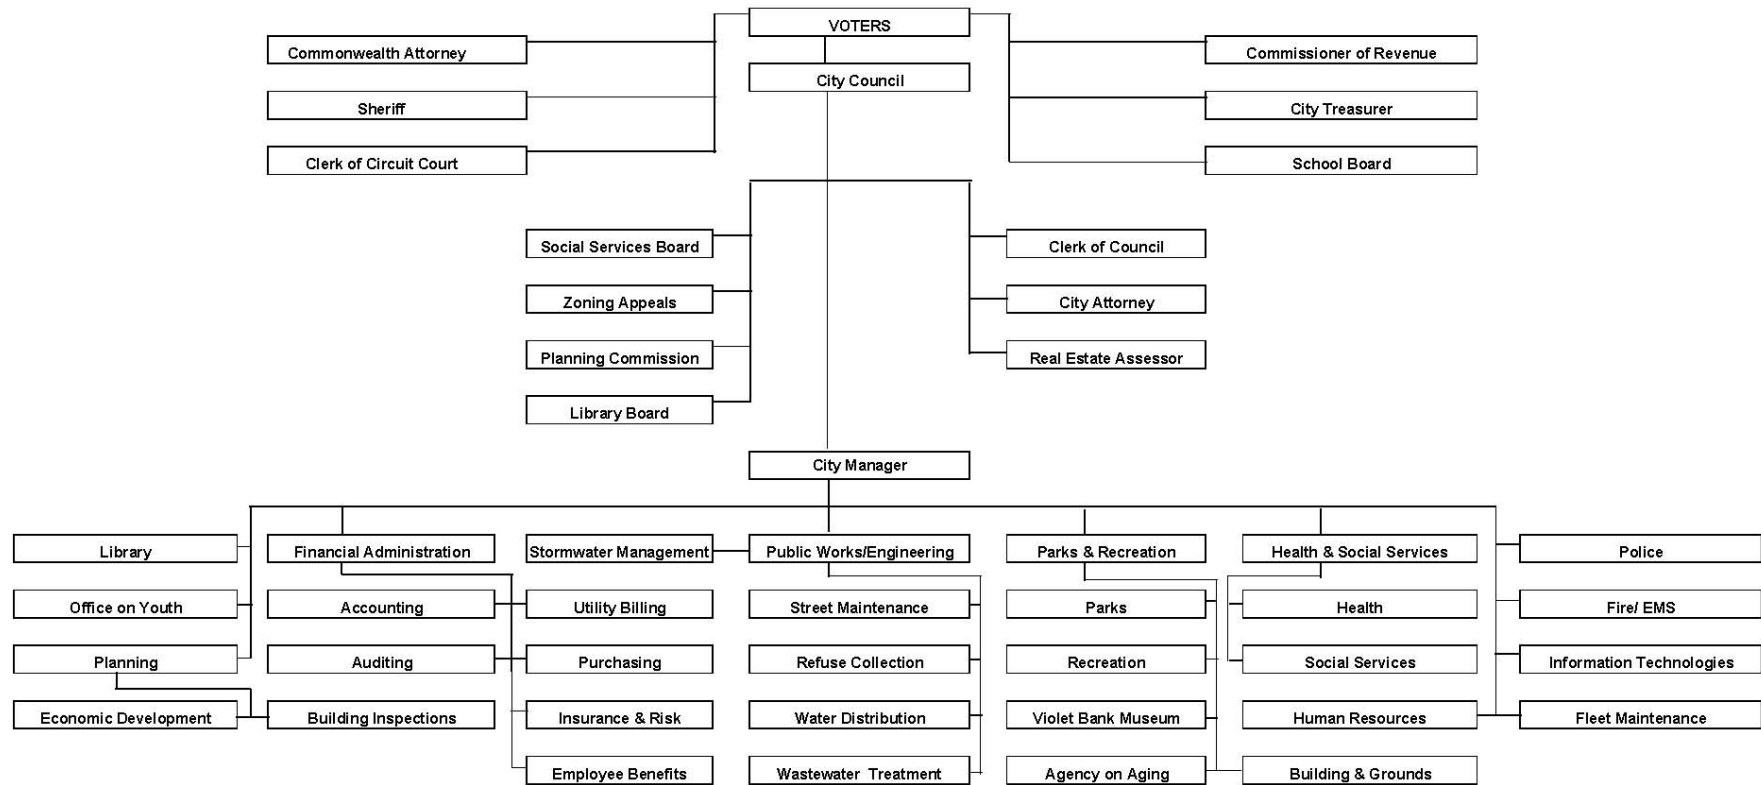 VOTERS
Commonwealth Attorney
Commissioner of Revenue
City Council
Sheriff
City Treasurer
Clerk of Circuit Court
School Board
Social Services Board
Clerk of Council
Zoning Appeals
City Attorney
Planning Commission
Real Estate Assessor
Library Board
City Manager
Library
Financial Administration
Stormwater Management
Public Works/Engineering
Parks & Recreation
Health & Social Services
Police
Office on Youth
Accounting
Utility Billing
Street Maintenance
Parks
Health
Fire/ EMS
Planning
Auditing
Purchasing
Refuse Collection
Recreation
Social Services
Information Technologies
Economic Development
Building Inspections
Insurance & Risk
Water Distribution
Violet Bank Museum
Human Resources
Fleet Maintenance
Employee Benefits
Wastewater  Treatment
Agency on Aging
Building & Grounds